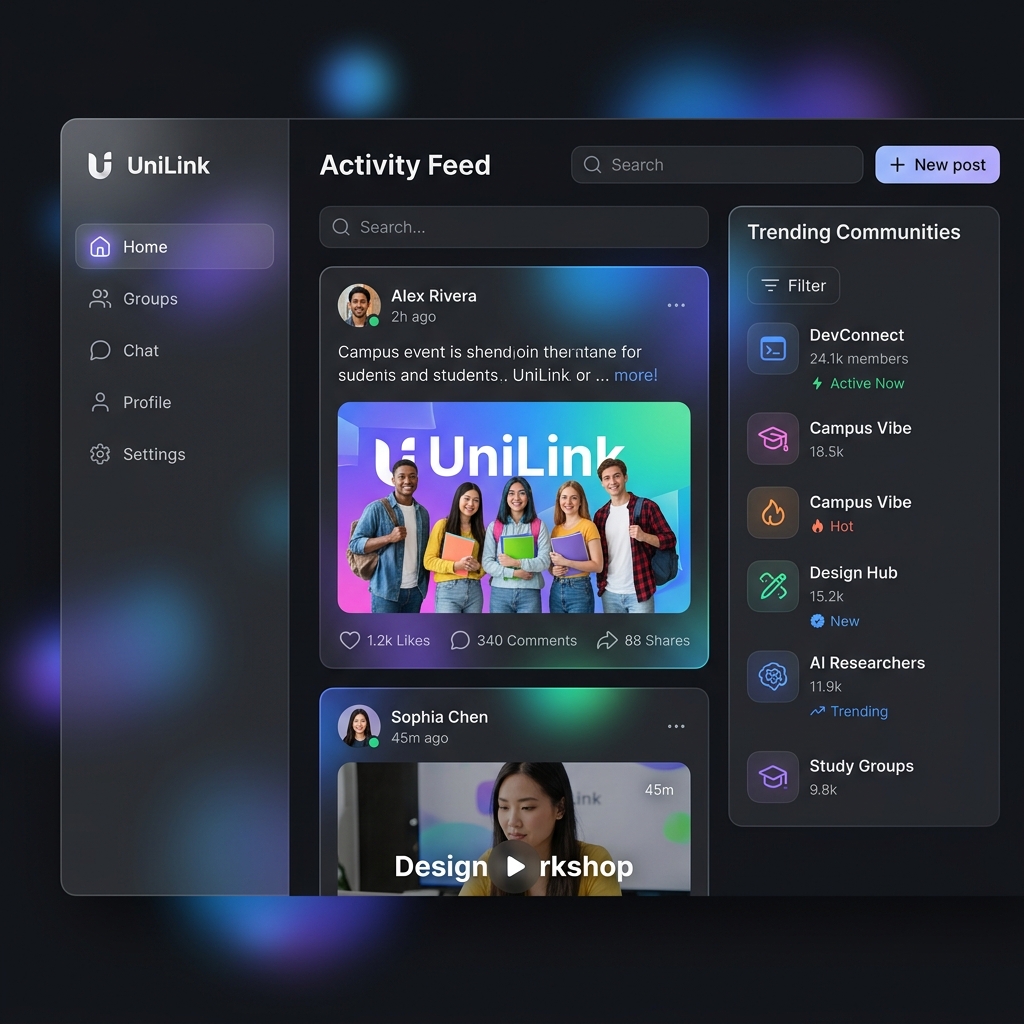 UniLink
Home
Groups
Chat
Profile
Settings
Activity Feed
Search
New post
Search...
Alex Rivera
2h ago
Campus event is for
sudents and students.. UniLink or ... more!
UniLink
1.2k Likes
340 Comments
88 Shares
Sophia Chen
45m ago
ink
45m
Design rkshop
Trending Communities
Filter
DevConnect
24.1k members
Active Now
Campus Vibe
18.5k
Campus Vibe
Hot
Design Hub
15.2k
New
AI Researchers
11.9k
Trending
Study Groups
9.8k